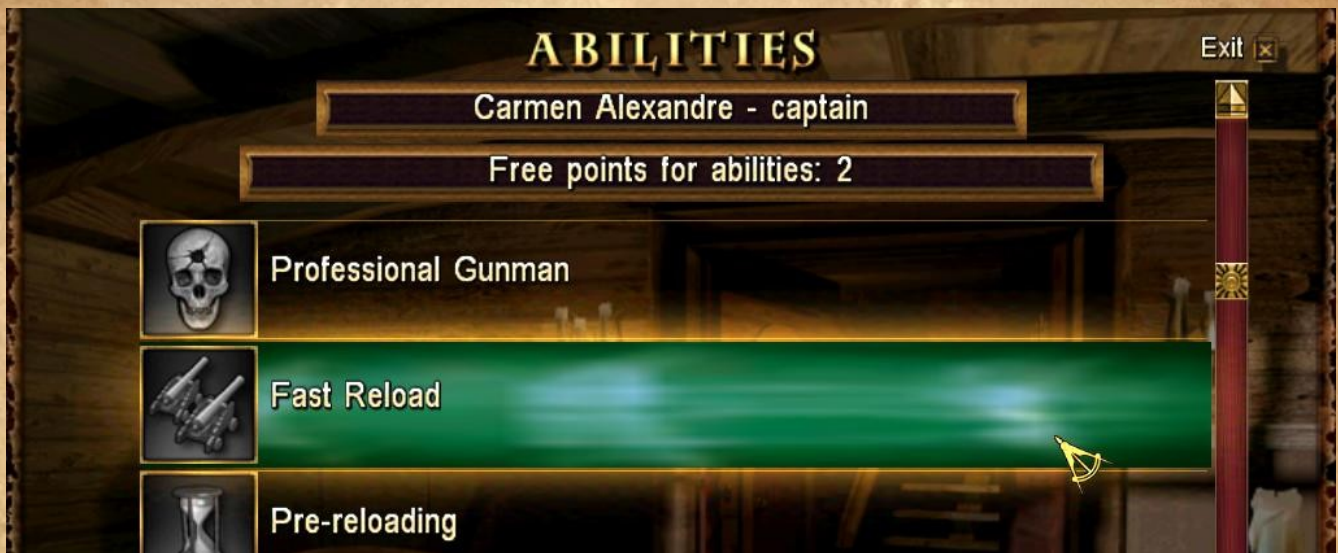 ABILITIES
Exit
Carmen Alexandre - captain
Free points for abilities: 2
Professional Gunman
Fast Reload
Pre-reloading